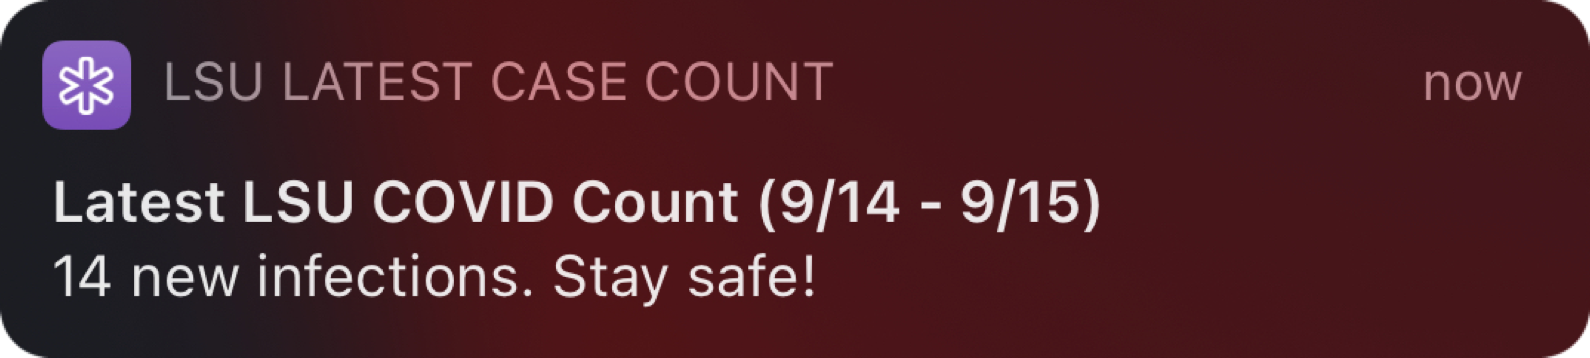 LSU LATEST CASE COUNT now
Latest LSU COVID Count (9/14 - 9/15)
14 new infections. Stay safe!